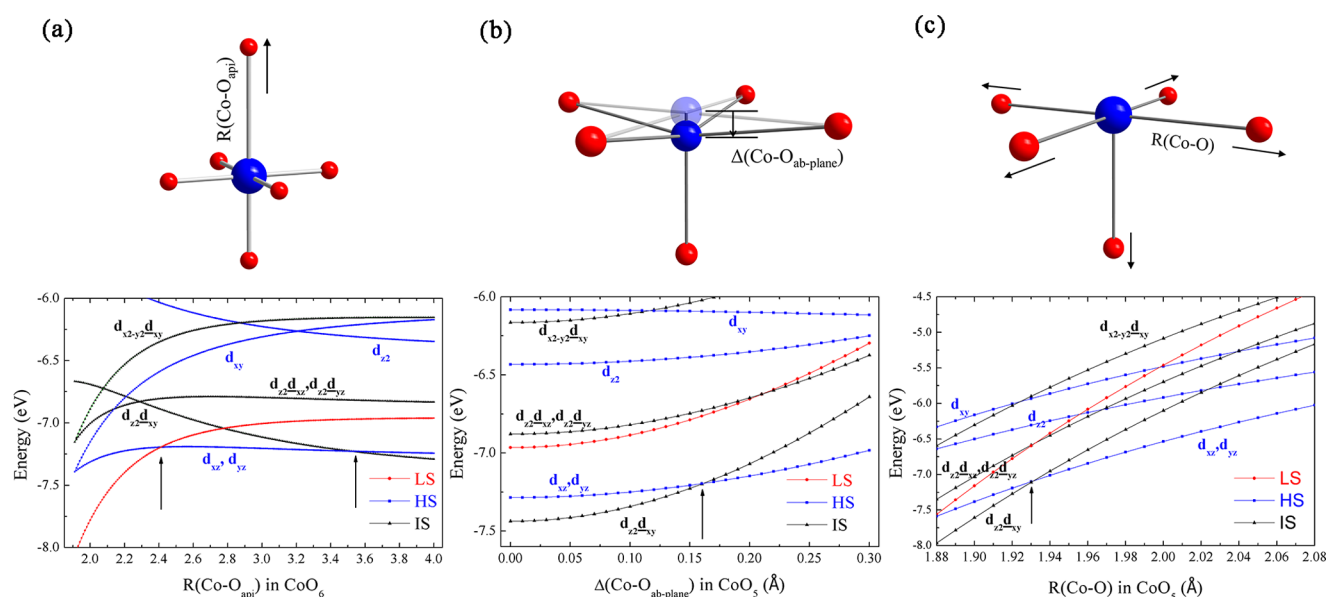 (a)
R(Co-Oapi)
-6.0
-6.5
-7.0
-7.5
-8.0
Energy (eV)
dx2-y2dxy
dxy
dz2
dz2dxz,dz2dyz
dz2dxy
dxz, dyz
LS
HS
IS
2.0 2.2 2.4 2.6 2.8 3.0 3.2 3.4 3.6 3.8 4.0
R(Co-Oapi) in CoO6
(b)
Δ(Co-Oab-plane)
-6.0
-6.5
-7.0
-7.5
Energy (eV)
dx2-y2dxy
dxy
dz2
dz2dxz,dz2dyz
dxz,dyz
dz2dxy
LS
HS
IS
0.00 0.05 0.10 0.15 0.20 0.25 0.30
Δ(Co-Oab-plane) in CoO5 (Å)
(c)
R(Co-O)
-4.5
-5.0
-5.5
-6.0
-6.5
-7.0
-7.5
-8.0
Energy (eV)
dx2-y2dxy
dxy
dz2
dz2dxz,dz2dyz
dxz,dyz
dz2dxy
LS
HS
IS
1.88 1.90 1.92 1.94 1.96 1.98 2.00 2.02 2.04 2.06 2.08
R(Co-O) in CoO5 (Å)